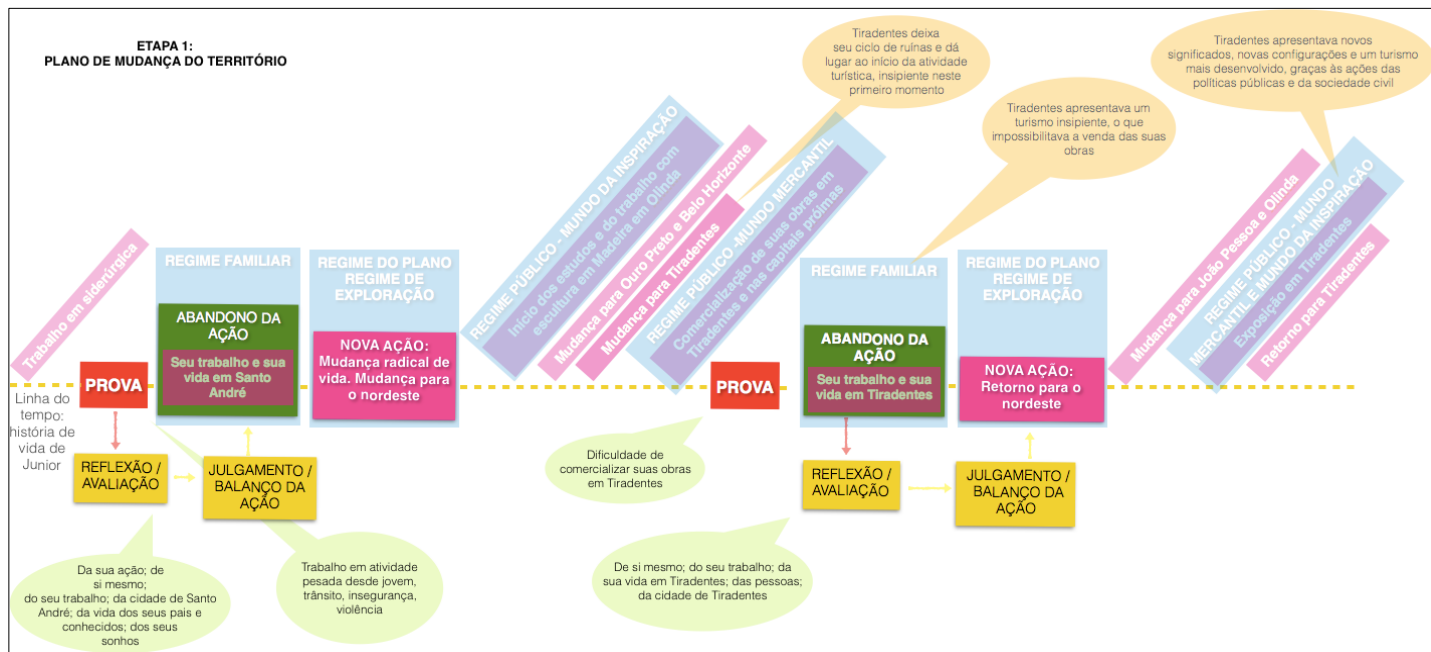 ETAPA 1:
PLANO DE MUDANÇA DO TERRITÓRIO
Linha do
tempo:
história de
vida de
Junior
Trabalho em siderúrgica
PROVA
REFLEXÃO /
AVALIAÇÃO
Da sua ação; de
si mesmo;
do seu trabalho; da cidade de Santo
André; da vida dos seus pais e
conhecidos; dos seus
sonhos
REGIME FAMILIAR
ABANDONO DA
AÇÃO
Seu trabalho e sua
vida em Santo
André
JULGAMENTO /
BALANÇO DA
AÇÃO
Trabalho em atividade
pesada desde jovem,
trânsito, insegurança,
violência
REGIME DO PLANO
REGIME DE
EXPLORAÇÃO
NOVA AÇÃO:
Mudança radical de
vida. Mudança para
o nordeste
REGIME PÚBLICO - MUNDO DA INSPIRAÇÃO
Início dos estudos e do trabalho com
escultura em Madeira em Olinda
Mudança para Ouro Preto e Belo Horizonte
Mudança para Tiradentes
Tiradentes deixa
seu ciclo de ruínas e dá
lugar ao início da atividade
turística, insipiente neste
primeiro momento
REGIME PÚBLICO -MUNDO MERCANTIL
Comercialização de suas obras em
Tiradentes e nas capitais próimas
PROVA
Dificuldade de
comercializar suas obras
em Tiradentes
REGIME FAMILIAR
Tiradentes apresentava um
turismo insipiente, o que
impossibilitava a venda das suas
obras
ABANDONO DA
AÇÃO
Seu trabalho e sua
vida em Tiradentes
REFLEXÃO /
AVALIAÇÃO
De si mesmo; do seu trabalho; da
sua vida em Tiradentes; das pessoas;
da cidade de Tiradentes
JULGAMENTO /
BALANÇO DA
AÇÃO
REGIME DO PLANO
REGIME DE
EXPLORAÇÃO
NOVA AÇÃO:
Retorno para o
nordeste
Mudança para João Pessoa e Olinda
REGIME PÚBLICO - MUNDO
MERCANTIL E MUNDO DA INSPIRAÇÃO
Exposição em Tiradentes
Retorno para Tiradentes
Tiradentes apresentava novos
significados, novas configurações e um turismo
mais desenvolvido, graças às ações das
políticas públicas e da sociedade civil